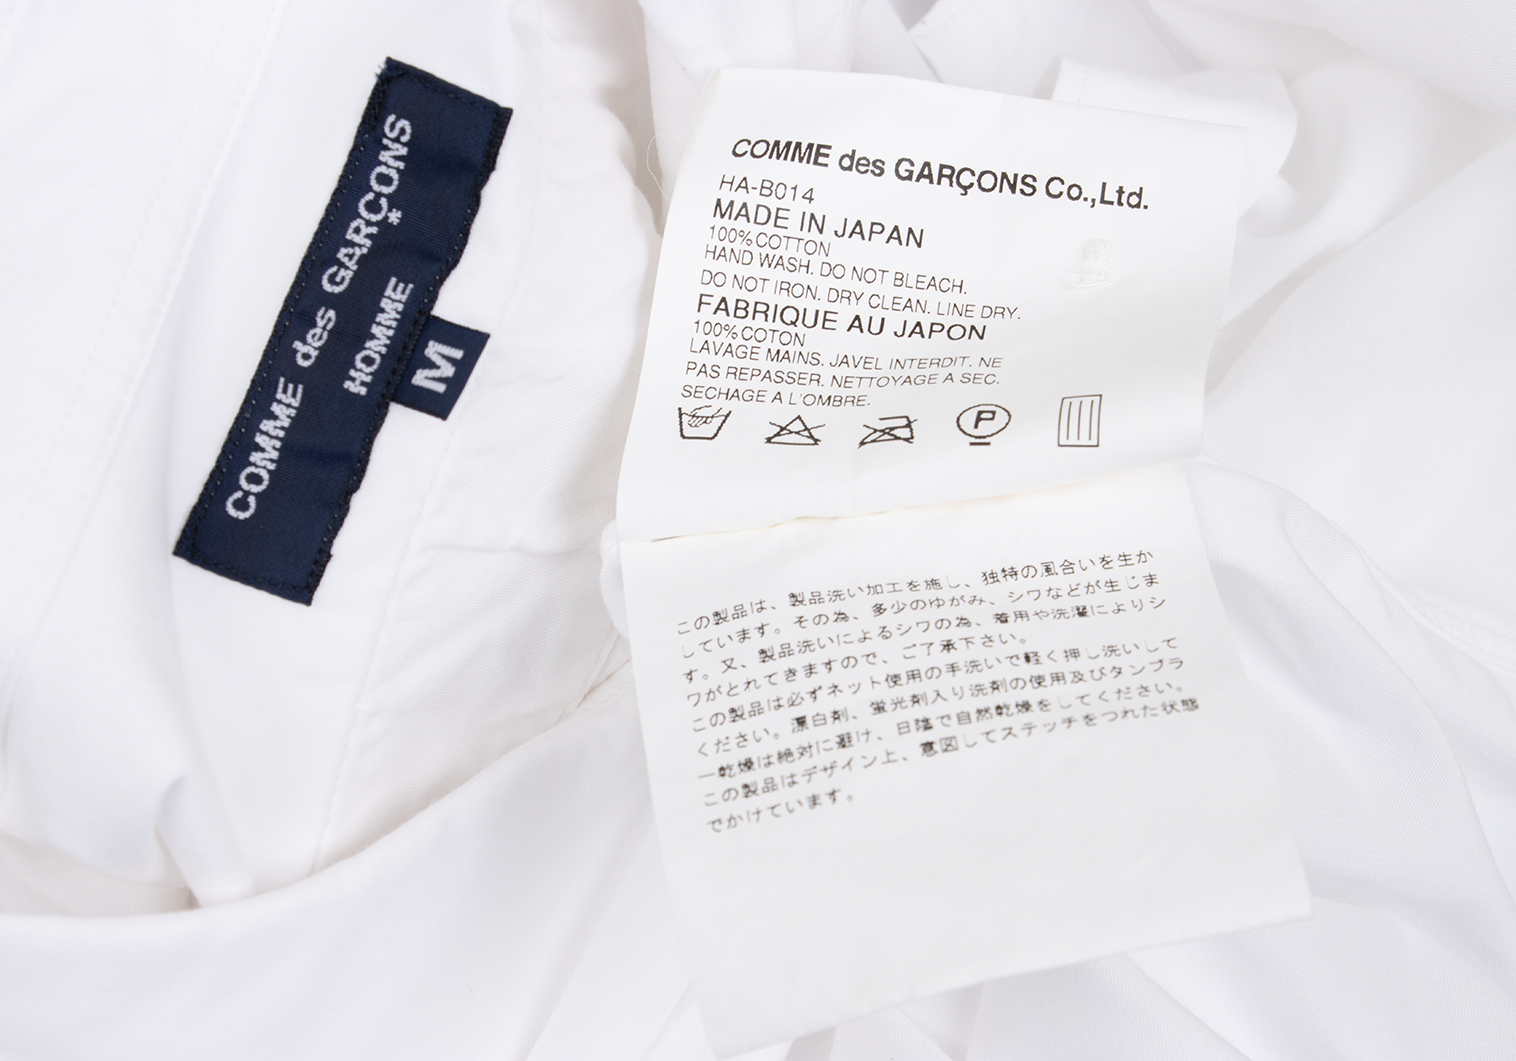 COMME des GARÇONS
HOMME
M
COMME des GARÇONS Co.,Ltd.
HA-B014
MADE IN JAPAN
100%COTTON
HAND WASH. DO NOT BLEACH.
DO NOT IRON. DRY CLEAN. LINE DRY.
FABRIQUE AU JAPON
100%COTON
LAVAGE MAINS. JAVEL INTERDIT. NE
PAS REPASSER. NETTOYAGE A SEC.
SECHAGE A L'OMBRE.
P
この製品は、製品洗い加工を施し、独特の風合いを生か
しています。その為、多少のゆがみ、シワなどが生じま
す。又、製品洗いによるシワの為、着用や洗濯によりシ
ワがとれてきますので、ご了承下さい。
この製品は必ずネット使用の手洗いで軽く押し洗いして
ください。漂白剤、蛍光剤入り洗剤の使用及びタンブラ
ー乾燥は絶対に避け、日陰で自然乾燥をしてください。
この製品はデザイン上、意図してステッチをつれた状態
でかけています。